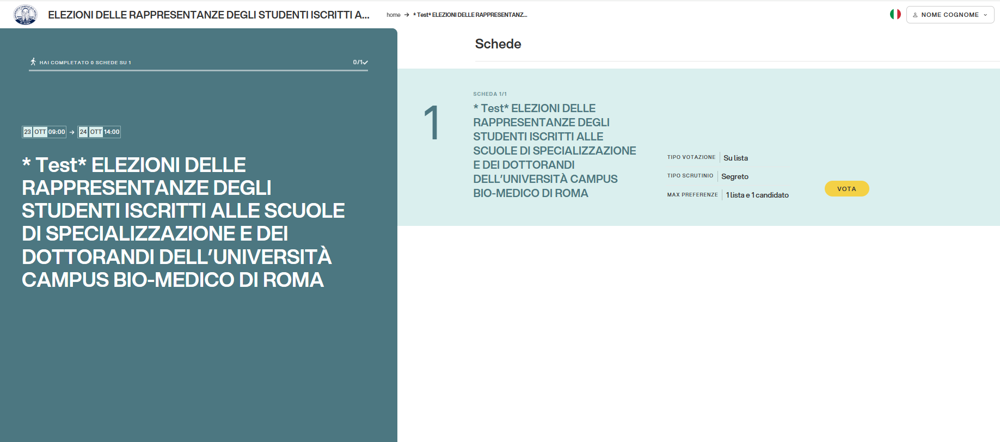 ELEZIONI DELLE RAPPRESENTANZE DEGLI STUDENTI ISCRITTI A...
home → * Test* ELEZIONI DELLE RAPPRESENTANZ...
NOME COGNOME
HAI COMPLETATO 0 SCHEDE SU 1
0/1
23 OTT 09:00 → 24 OTT 14:00
* Test* ELEZIONI DELLE
RAPPRESENTANZE DEGLI
STUDENTI ISCRITTI ALLE SCUOLE
DI SPECIALIZZAZIONE E DEI
DOTTORANDI DELL’UNIVERSITÀ
CAMPUS BIO-MEDICO DI ROMA
Schede
1
SCHEDA 1/1
* Test* ELEZIONI DELLE
RAPPRESENTANZE DEGLI
STUDENTI ISCRITTI ALLE
SCUOLE DI SPECIALIZZAZIONE
E DEI DOTTORANDI
DELL’UNIVERSITÀ CAMPUS
BIO-MEDICO DI ROMA
TIPO VOTAZIONE Su lista
TIPO SCRUTINIO Segreto
MAX PREFERENZE 1 lista e 1 candidato
VOTA